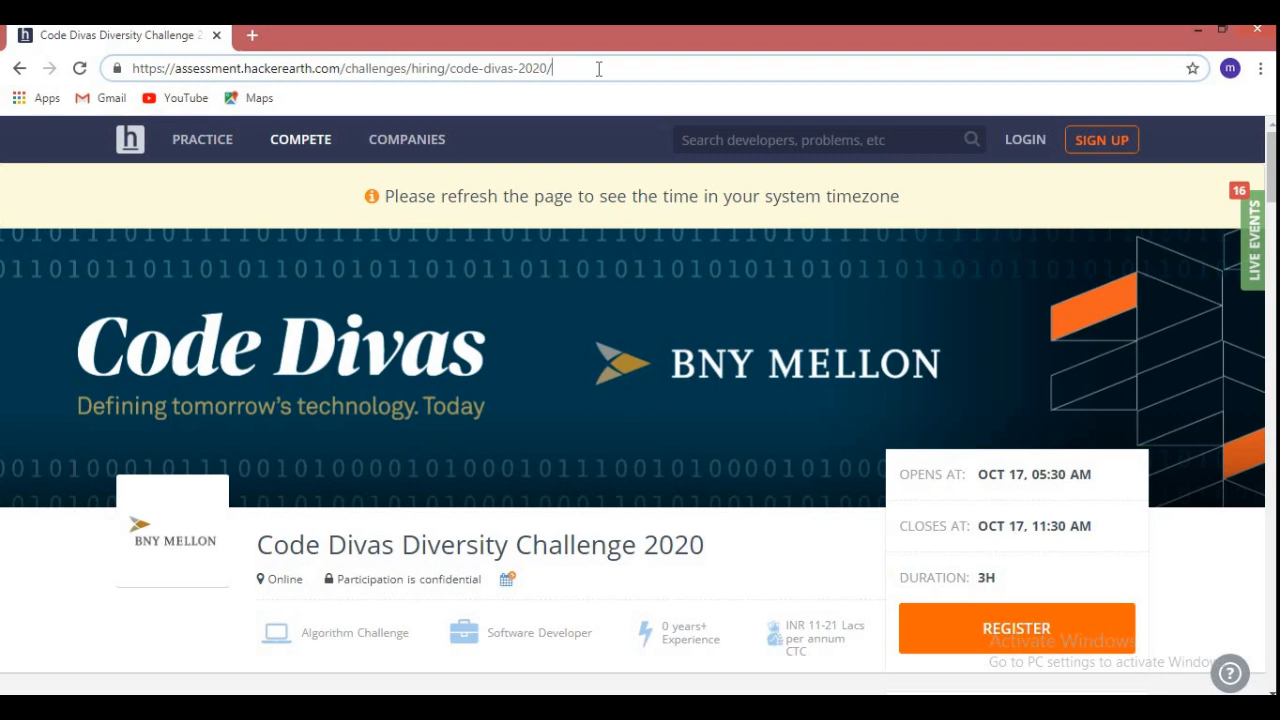 Code Divas Diversity Challenge 2
https://assessment.hackerearth.com/challenges/hiring/code-divas-2020/
m
Apps
Gmail
YouTube
Maps
h
PRACTICE
COMPETE
COMPANIES
Search developers, problems, etc
LOGIN
SIGN UP
Please refresh the page to see the time in your system timezone
16
LIVE EVENTS
Code Divas
Defining tomorrow's technology. Today
BNY MELLON
OPENS AT: OCT 17, 05:30 AM
CLOSES AT: OCT 17, 11:30 AM
DURATION: 3H
REGISTER
BNY MELLON
Code Divas Diversity Challenge 2020
Online
Participation is confidential
Algorithm Challenge
Software Developer
0 years+
Experience
INR 11-21 Lacs
per annum
CTC
Activate Windows
Go to PC settings to activate Windo
?